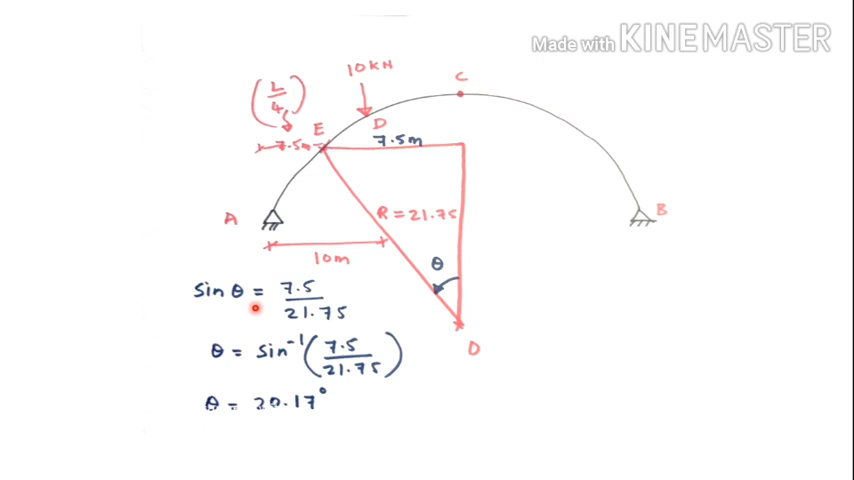 Made with KINEMASTER
10KN
C
(L/4)
E
D
7.5m
7.5m
A
R = 21.75
B
10m
θ
sin θ = 7.5/21.75
O
θ = sin⁻¹(7.5/21.75)
θ = 20.17°